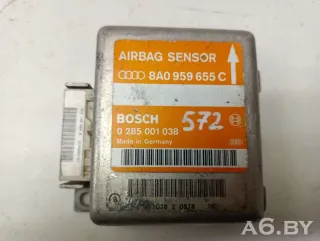 AIRBAG SENSOR
8A0 959 655 C
BOSCH
572
0 285 001 038
Made in Germany
A6.BY